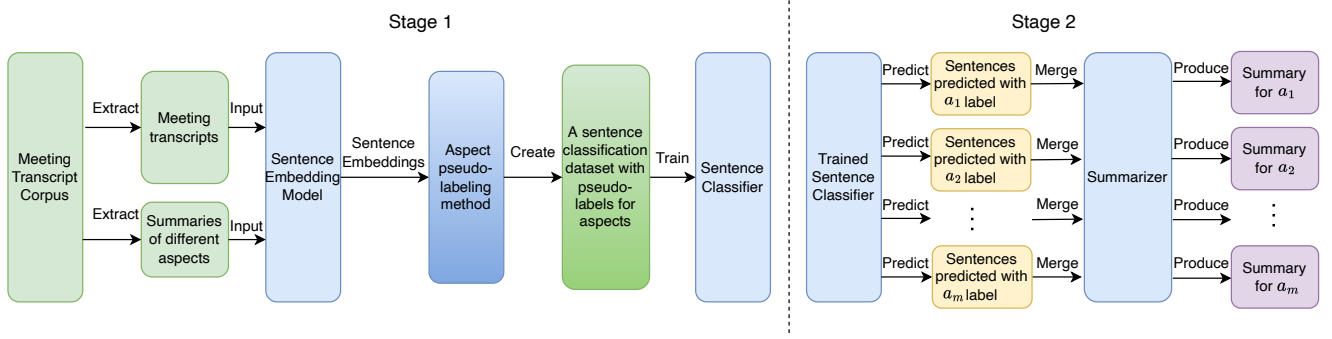 Stage 1
Meeting
Transcript
Corpus
Extract
Meeting
transcripts
Input
Extract
Summaries
of different
aspects
Input
Sentence
Embedding
Model
Sentence
Embeddings
Aspect
pseudo-
labeling
method
Create
A sentence
classification
dataset with
pseudo-
labels for
aspects
Train
Sentence
Classifier
Stage 2
Trained
Sentence
Classifier
Predict
Sentences
predicted with
a₁ label
Merge
Predict
Sentences
predicted with
a₂ label
Merge
Predict
⋮
Merge
Predict
Sentences
predicted with
aₘ label
Merge
Summarizer
Produce
Summary
for a₁
Produce
Summary
for a₂
Produce
⋮
Produce
Summary
for aₘ